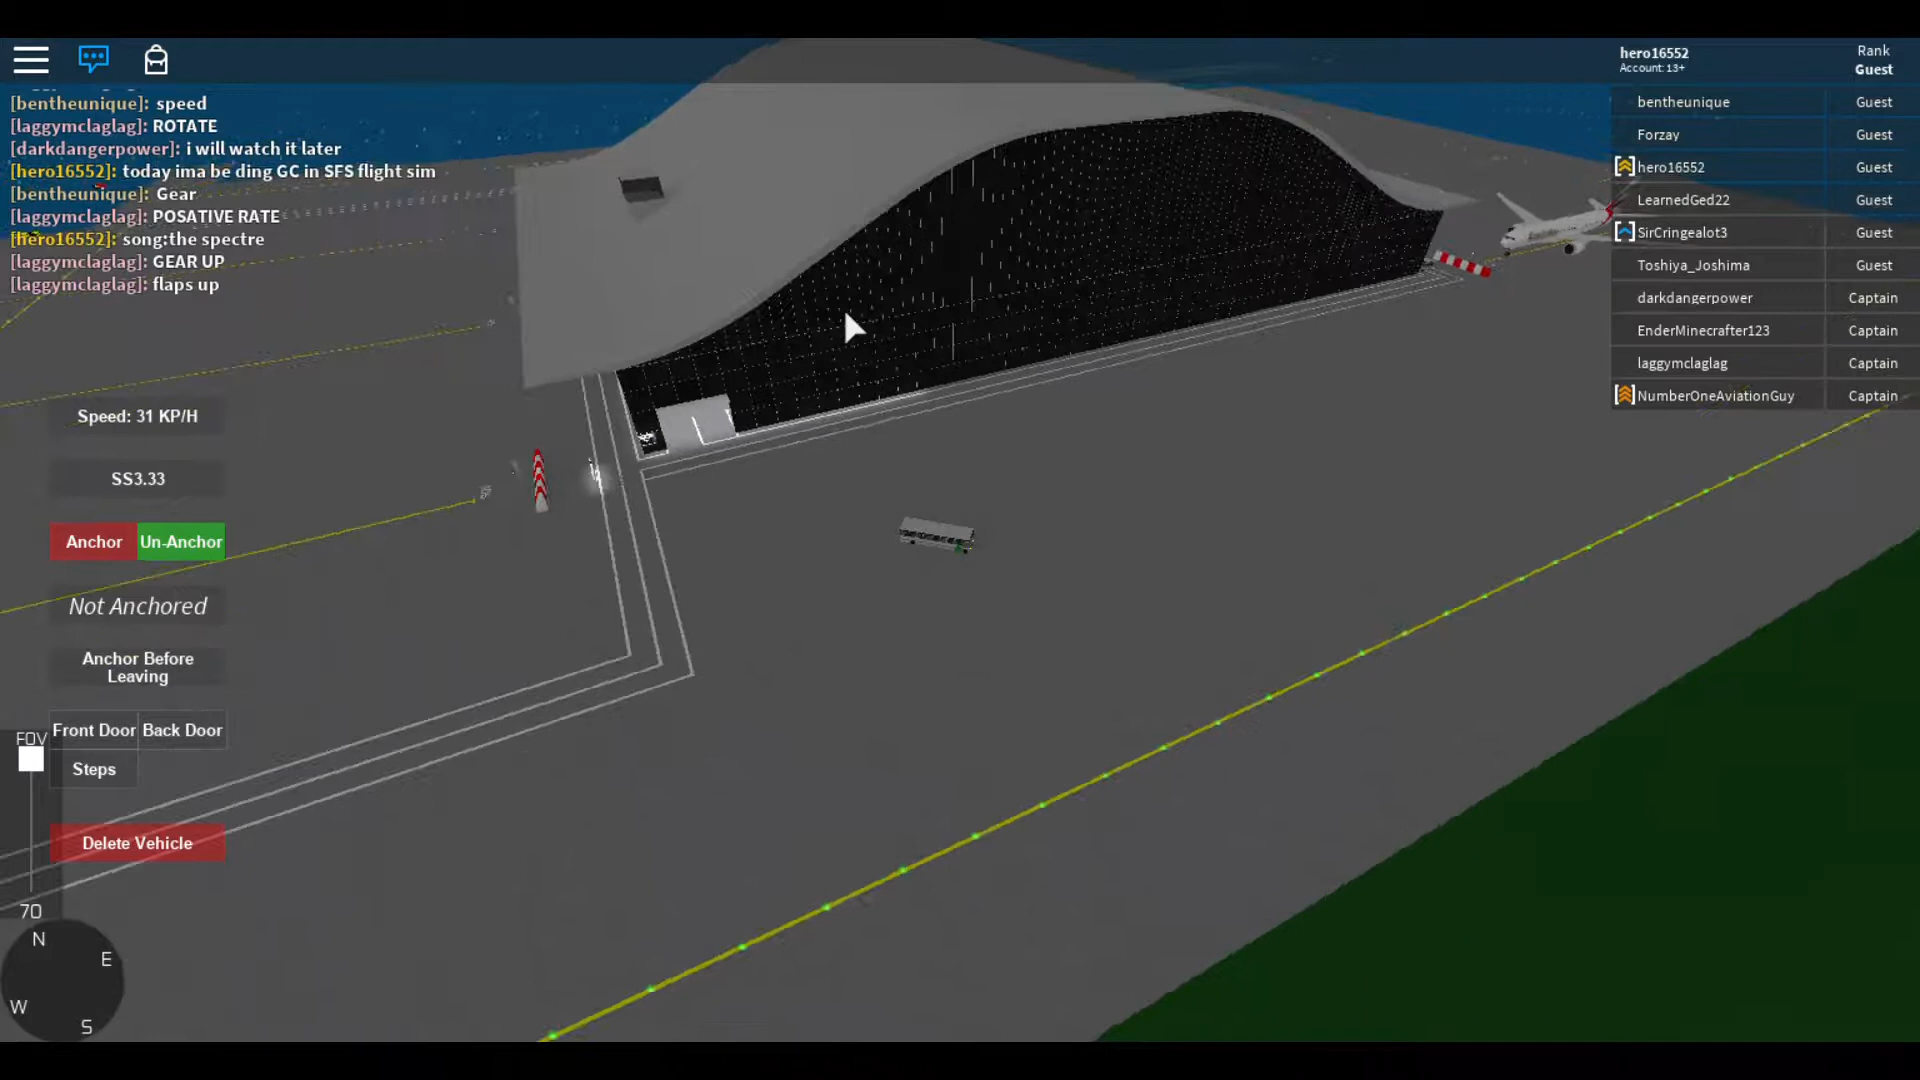 hero16552
Account: 13+
Rank
Guest
[bentheunique]: speed
[laggymclaglag]: ROTATE
[darkdangerpower]: i will watch it later
[hero16552]: today ima be ding GC in SFS flight sim
[bentheunique]: Gear
[laggymclaglag]: POSATIVE RATE
[hero16552]: song:the spectre
[laggymclaglag]: GEAR UP
[laggymclaglag]: flaps up
bentheunique Guest
Forzay Guest
hero16552 Guest
LearnedGed22 Guest
SirCringealot3 Guest
Toshiya_Joshima Guest
darkdangerpower Captain
EnderMinecrafter123 Captain
laggymclaglag Captain
NumberOneAviationGuy Captain
Speed: 31 KP/H
SS3.33
Anchor Un-Anchor
Not Anchored
Anchor Before
Leaving
Front Door Back Door
Steps
Delete Vehicle
FOV
70
N
E
W
S